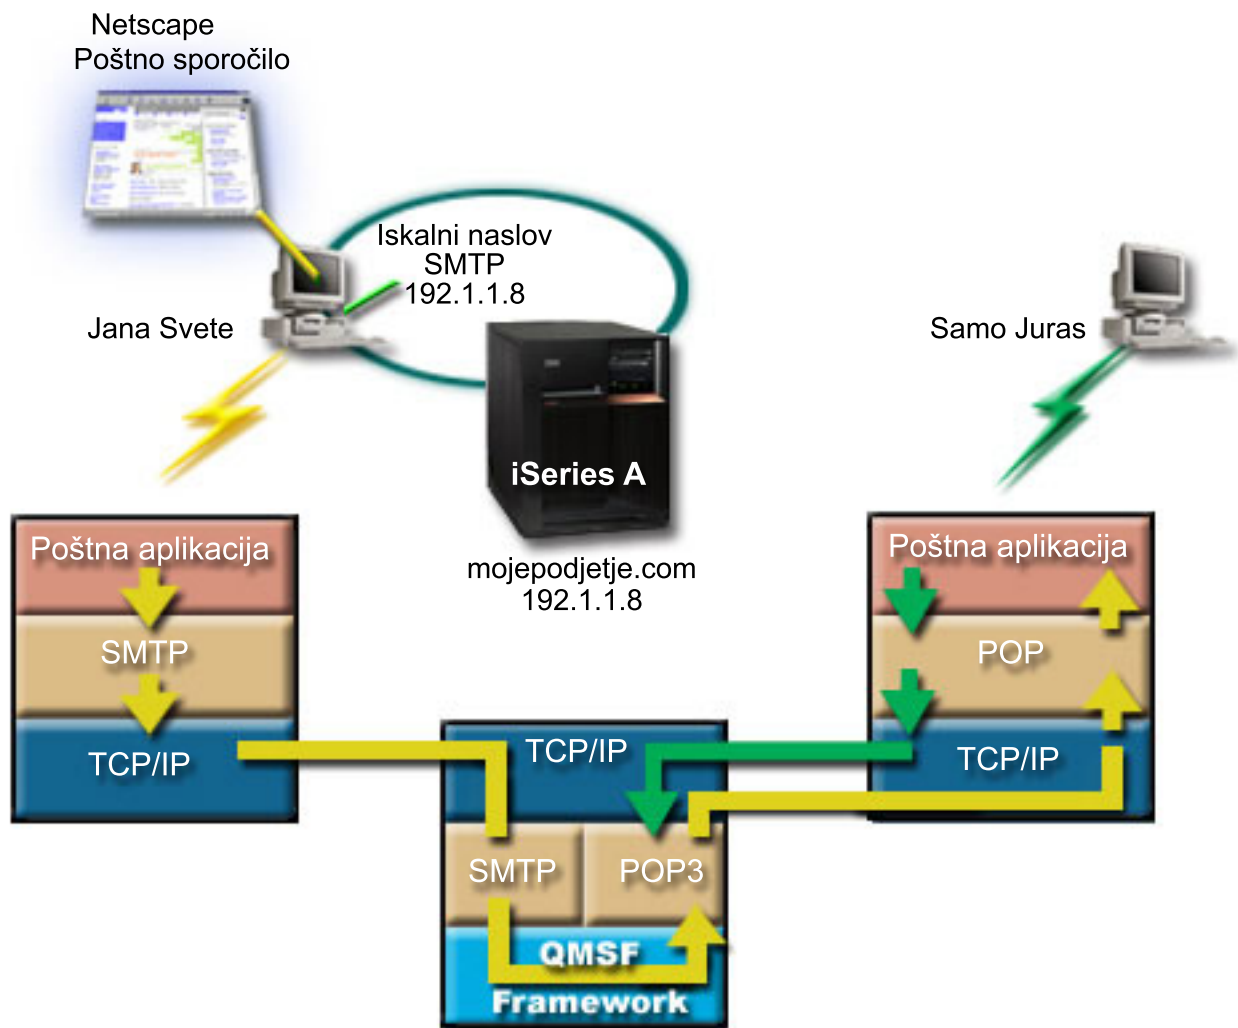 Netscape
Poštno sporočilo
Iskalni naslov
SMTP
192.1.1.8
Jana Svete
Samo Juras
iSeries A
mojepodjetje.com
192.1.1.8
Poštna aplikacija
SMTP
TCP/IP
TCP/IP
SMTP
POP3
QMSF
Framework
Poštna aplikacija
POP
TCP/IP